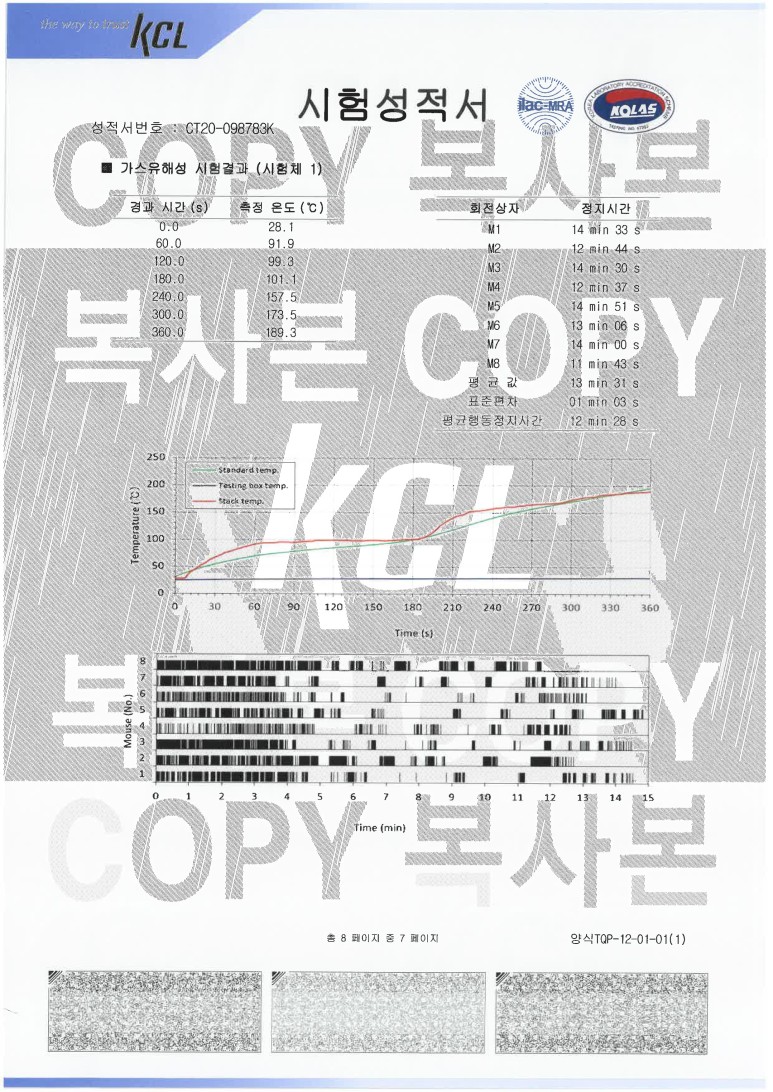 the way to trust KCL
시험성적서
ilac-MRA
KOREA LABORATORY ACCREDITATION SCHEME
KOLAS
성적서번호 : CT20-098783K
COPY 복사본
■ 가스유해성 시험결과 (시험체 1)
경과 시간 (s) 측정 온도 (℃)
0.0 28.1
60.0 91.9
120.0 99.3
180.0 101.1
240.0 157.5
300.0 173.5
360.0 189.3
회전상자 정지시간
M1 14 min 33 s
M2 12 min 44 s
M3 14 min 30 s
M4 12 min 37 s
M5 14 min 51 s
M6 13 min 06 s
M7 14 min 00 s
M8 11 min 43 s
평 균 값 13 min 31 s
표준편차 01 min 03 s
평균행동정지시간 12 min 28 s
복사본 COPY
KCL
Temperature (℃)
250
200
150
100
50
0
Standard temp.
Testing box temp.
Stack temp.
0 30 60 90 120 150 180 210 240 270 300 330 360
Time (s)
복사본 COPY
Mouse (No.)
8
7
6
5
4
3
2
1
0 1 2 3 4 5 6 7 8 9 10 11 12 13 14 15
Time (min)
COPY 복사본
총 8 페이지 중 7 페이지
양식TQP-12-01-01(1)